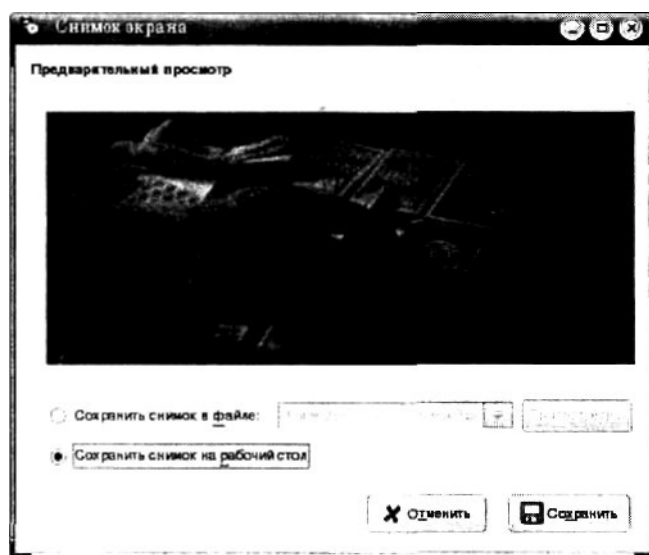 Снимок экрана
Предварительный просмотр
Сохранить снимок в файле:
Сохранить снимок на рабочий стол
Отменить
Сохранить